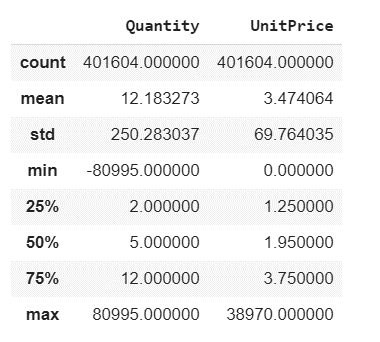 Quantity UnitPrice
count 401604.000000 401604.000000
mean 12.183273 3.474064
std 250.283037 69.764035
min -80995.000000 0.000000
25% 2.000000 1.250000
50% 5.000000 1.950000
75% 12.000000 3.750000
max 80995.000000 38970.000000